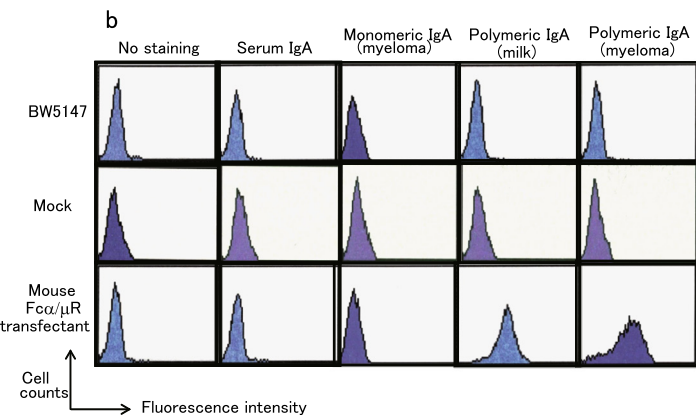 b
No staining
Serum IgA
Monomeric IgA
(myeloma)
Polymeric IgA
(milk)
Polymeric IgA
(myeloma)
BW5147
Mock
Mouse
Fcα/μR
transfectant
Cell
counts
Fluorescence intensity